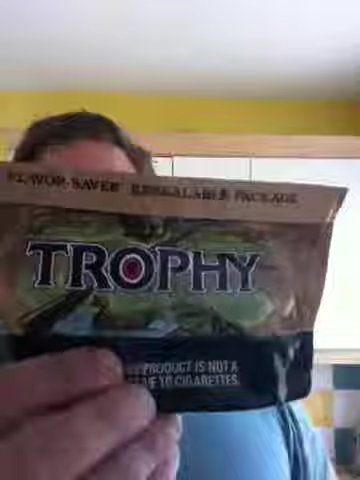 FLAVOR-SAVER RESEALABLE PACKAGE
TROPHY
PRODUCT IS NOT A
TO CIGARETTES.